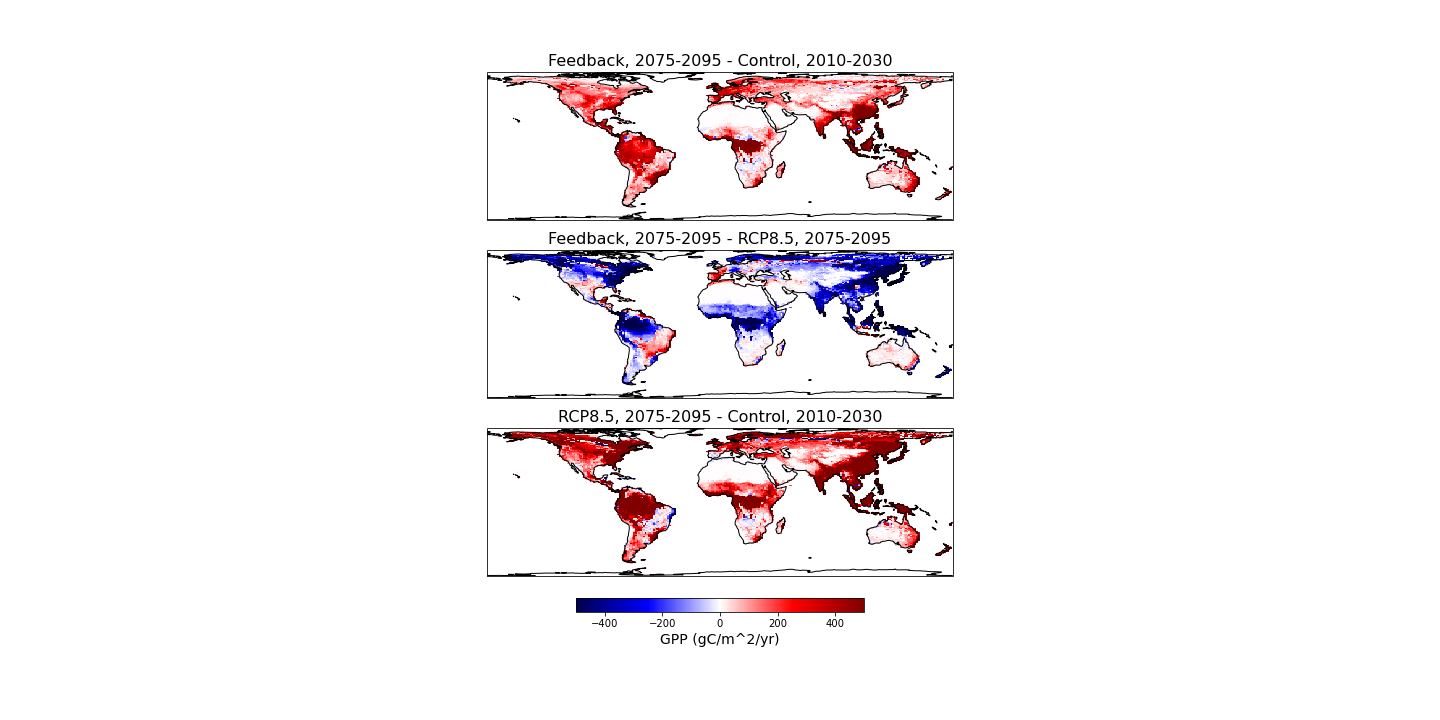 Feedback, 2075-2095 - Control, 2010-2030
Feedback, 2075-2095 - RCP8.5, 2075-2095
RCP8.5, 2075-2095 - Control, 2010-2030
−400 −200 0 200 400
GPP (gC/m^2/yr)